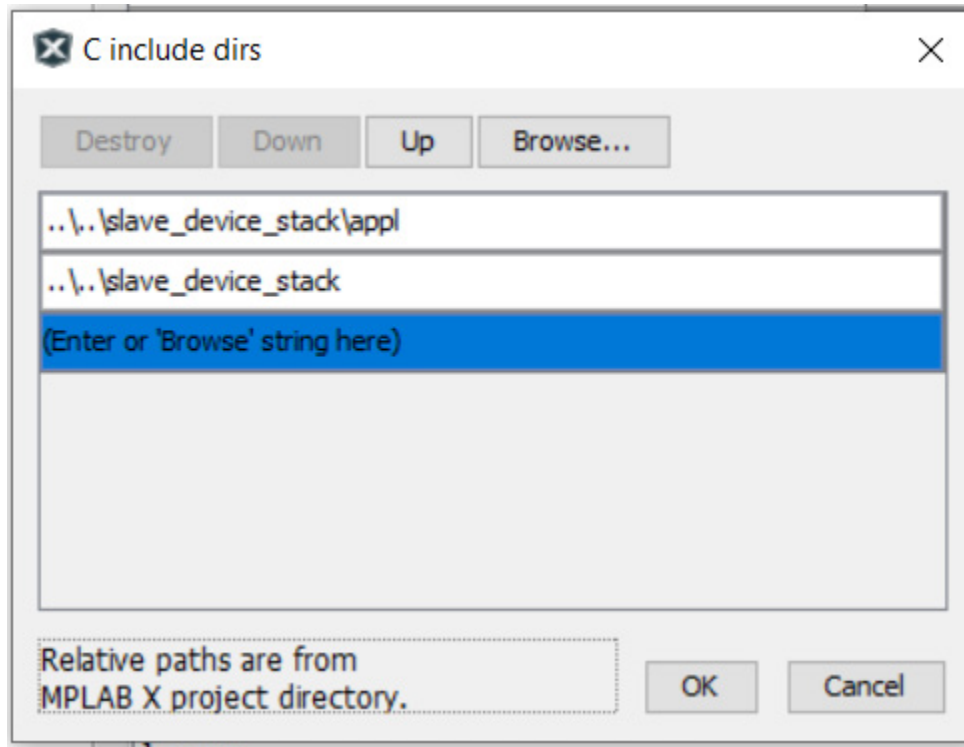 C include dirs
Destroy Down Up Browse...
..\..\slave_device_stack\appl
..\..\slave_device_stack
(Enter or 'Browse' string here)
Relative paths are from
MPLAB X project directory.
OK Cancel